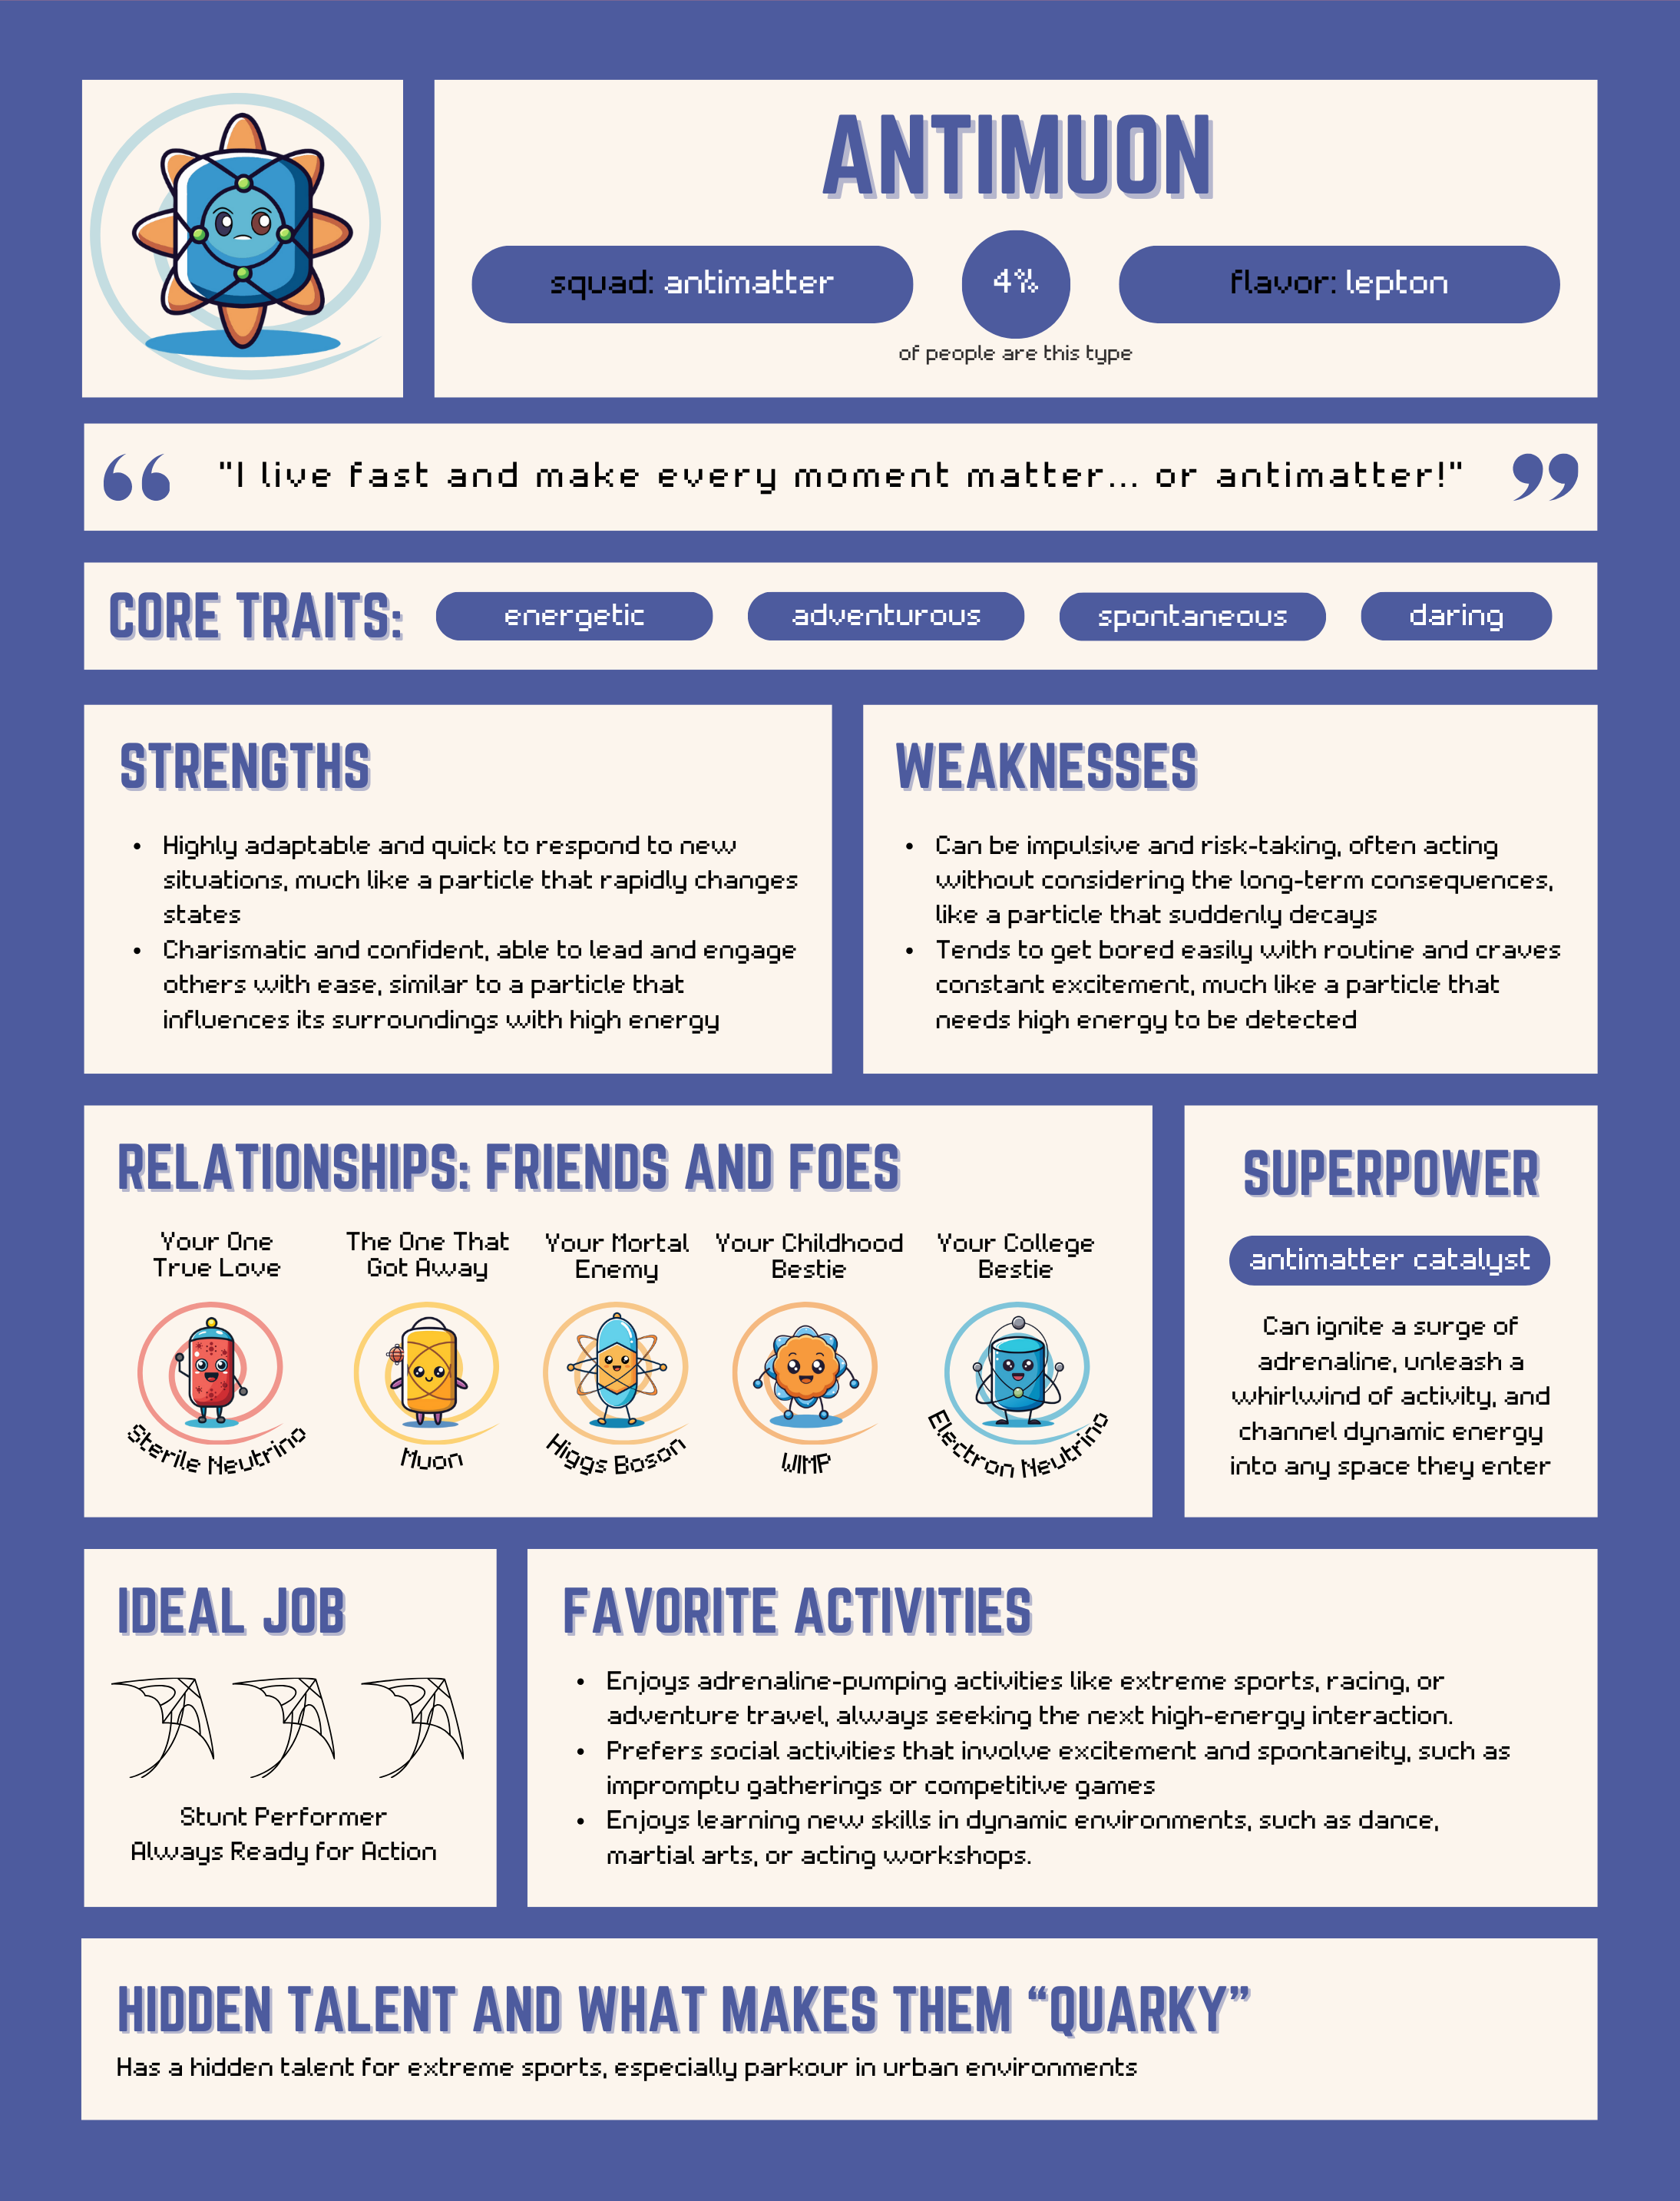 ANTIMUON
squad: antimatter
4%
flavor: lepton
of people are this type
“ "I live fast and make every moment matter... or antimatter!" ”
CORE TRAITS:
energetic
adventurous
spontaneous
daring
STRENGTHS
• Highly adaptable and quick to respond to new
situations, much like a particle that rapidly changes
states
• Charismatic and confident, able to lead and engage
others with ease, similar to a particle that
influences its surroundings with high energy
WEAKNESSES
• Can be impulsive and risk-taking, often acting
without considering the long-term consequences,
like a particle that suddenly decays
• Tends to get bored easily with routine and craves
constant excitement, much like a particle that
needs high energy to be detected
RELATIONSHIPS: FRIENDS AND FOES
Your One
True Love
Sterile Neutrino
The One That
Got Away
Muon
Your Mortal
Enemy
Higgs Boson
Your Childhood
Bestie
WIMP
Your College
Bestie
Electron Neutrino
SUPERPOWER
antimatter catalyst
Can ignite a surge of
adrenaline, unleash a
whirlwind of activity, and
channel dynamic energy
into any space they enter
IDEAL JOB
Stunt Performer
Always Ready for Action
FAVORITE ACTIVITIES
• Enjoys adrenaline-pumping activities like extreme sports, racing, or
adventure travel, always seeking the next high-energy interaction.
• Prefers social activities that involve excitement and spontaneity, such as
impromptu gatherings or competitive games
• Enjoys learning new skills in dynamic environments, such as dance,
martial arts, or acting workshops.
HIDDEN TALENT AND WHAT MAKES THEM “QUARKY”
Has a hidden talent for extreme sports, especially parkour in urban environments